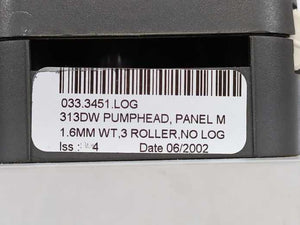 033.3451.LOG
313DW PUMPHEAD, PANEL M
1.6MM WT,3 ROLLER,NO LOG
Iss : 4 Date 06/2002